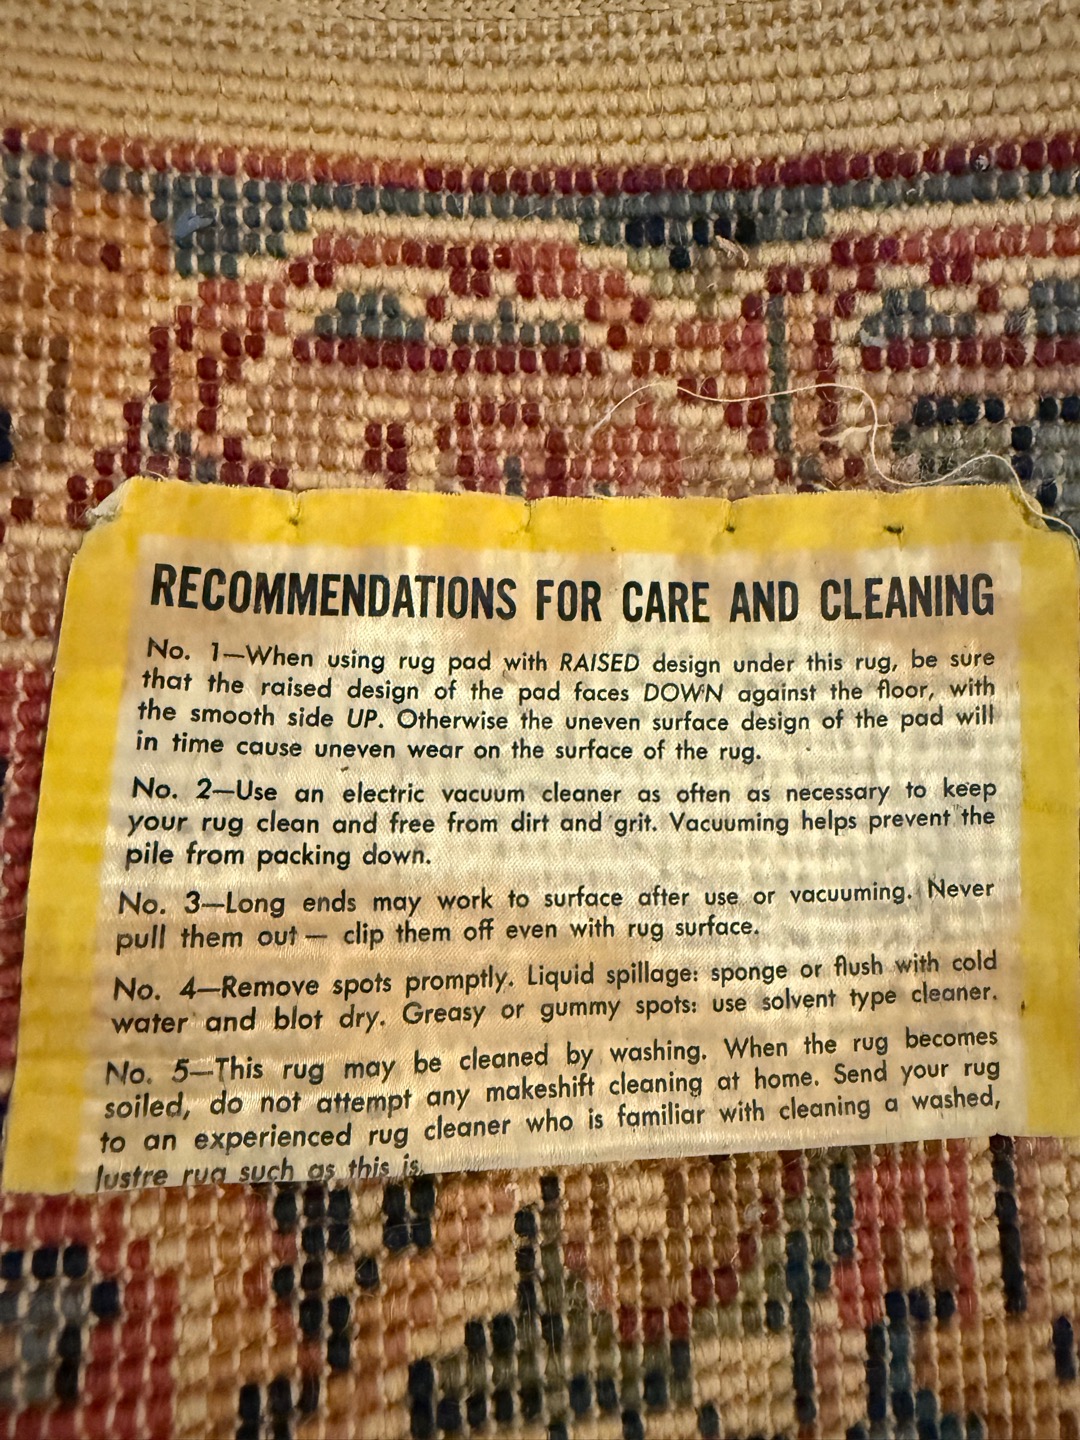 RECOMMENDATIONS FOR CARE AND CLEANING
No. 1—When using rug pad with RAISED design under this rug, be sure
that the raised design of the pad faces DOWN against the floor, with
the smooth side UP. Otherwise the uneven surface design of the pad will
in time cause uneven wear on the surface of the rug.
No. 2—Use an electric vacuum cleaner as often as necessary to keep
your rug clean and free from dirt and grit. Vacuuming helps prevent the
pile from packing down.
No. 3—Long ends may work to surface after use or vacuuming. Never
pull them out — clip them off even with rug surface.
No. 4—Remove spots promptly. Liquid spillage: sponge or flush with cold
water and blot dry. Greasy or gummy spots: use solvent type cleaner.
No. 5—This rug may be cleaned by washing. When the rug becomes
soiled, do not attempt any makeshift cleaning at home. Send your rug
to an experienced rug cleaner who is familiar with cleaning a washed,
lustre rug such as this is.